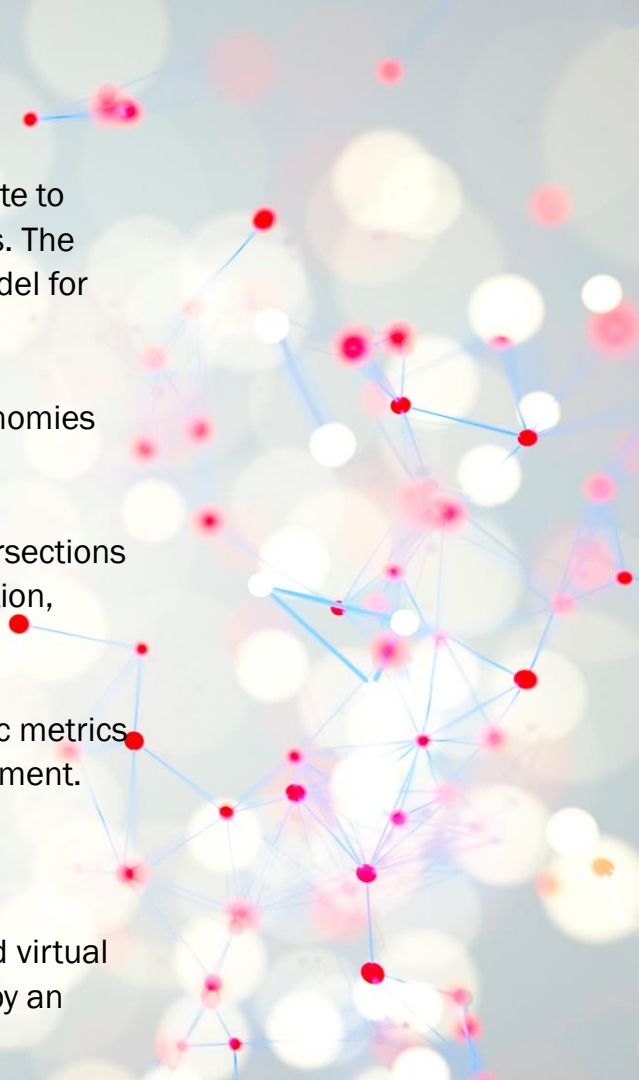 te to
s. The
del for
nomies
rsections
ion,
c metrics
ment.
d virtual
by an